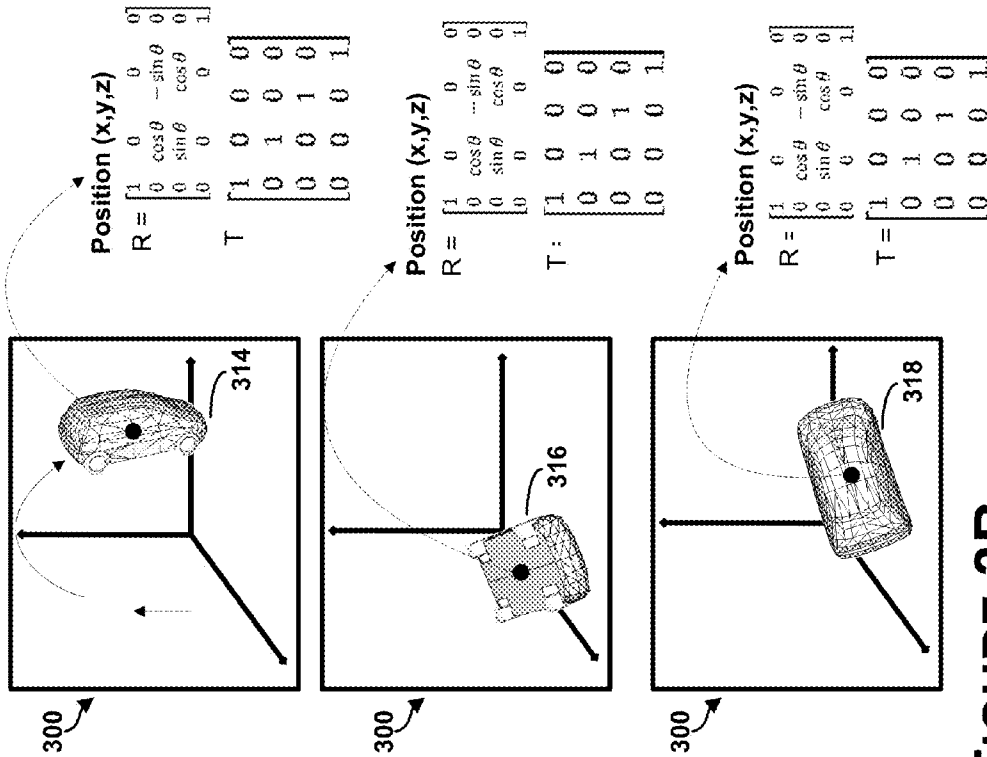 300
314
Position (x,y,z)
R =
1 0 0 0
0 cos θ − sin θ 0
0 sin θ cos θ 0
0 0 0 1
T
1 0 0 0
0 1 0 0
0 0 1 0
0 0 0 1
300
316
Position (x,y,z)
R =
1 0 0 0
0 cos θ − sin θ 0
0 sin θ cos θ 0
0 0 0 1
T :
1 0 0 0
0 1 0 0
0 0 1 0
0 0 0 1
300
318
Position (x,y,z)
R =
1 0 0 0
0 cos θ − sin θ 0
0 sin θ cos θ 0
0 0 0 1
T =
1 0 0 0
0 1 0 0
0 0 1 0
0 0 0 1